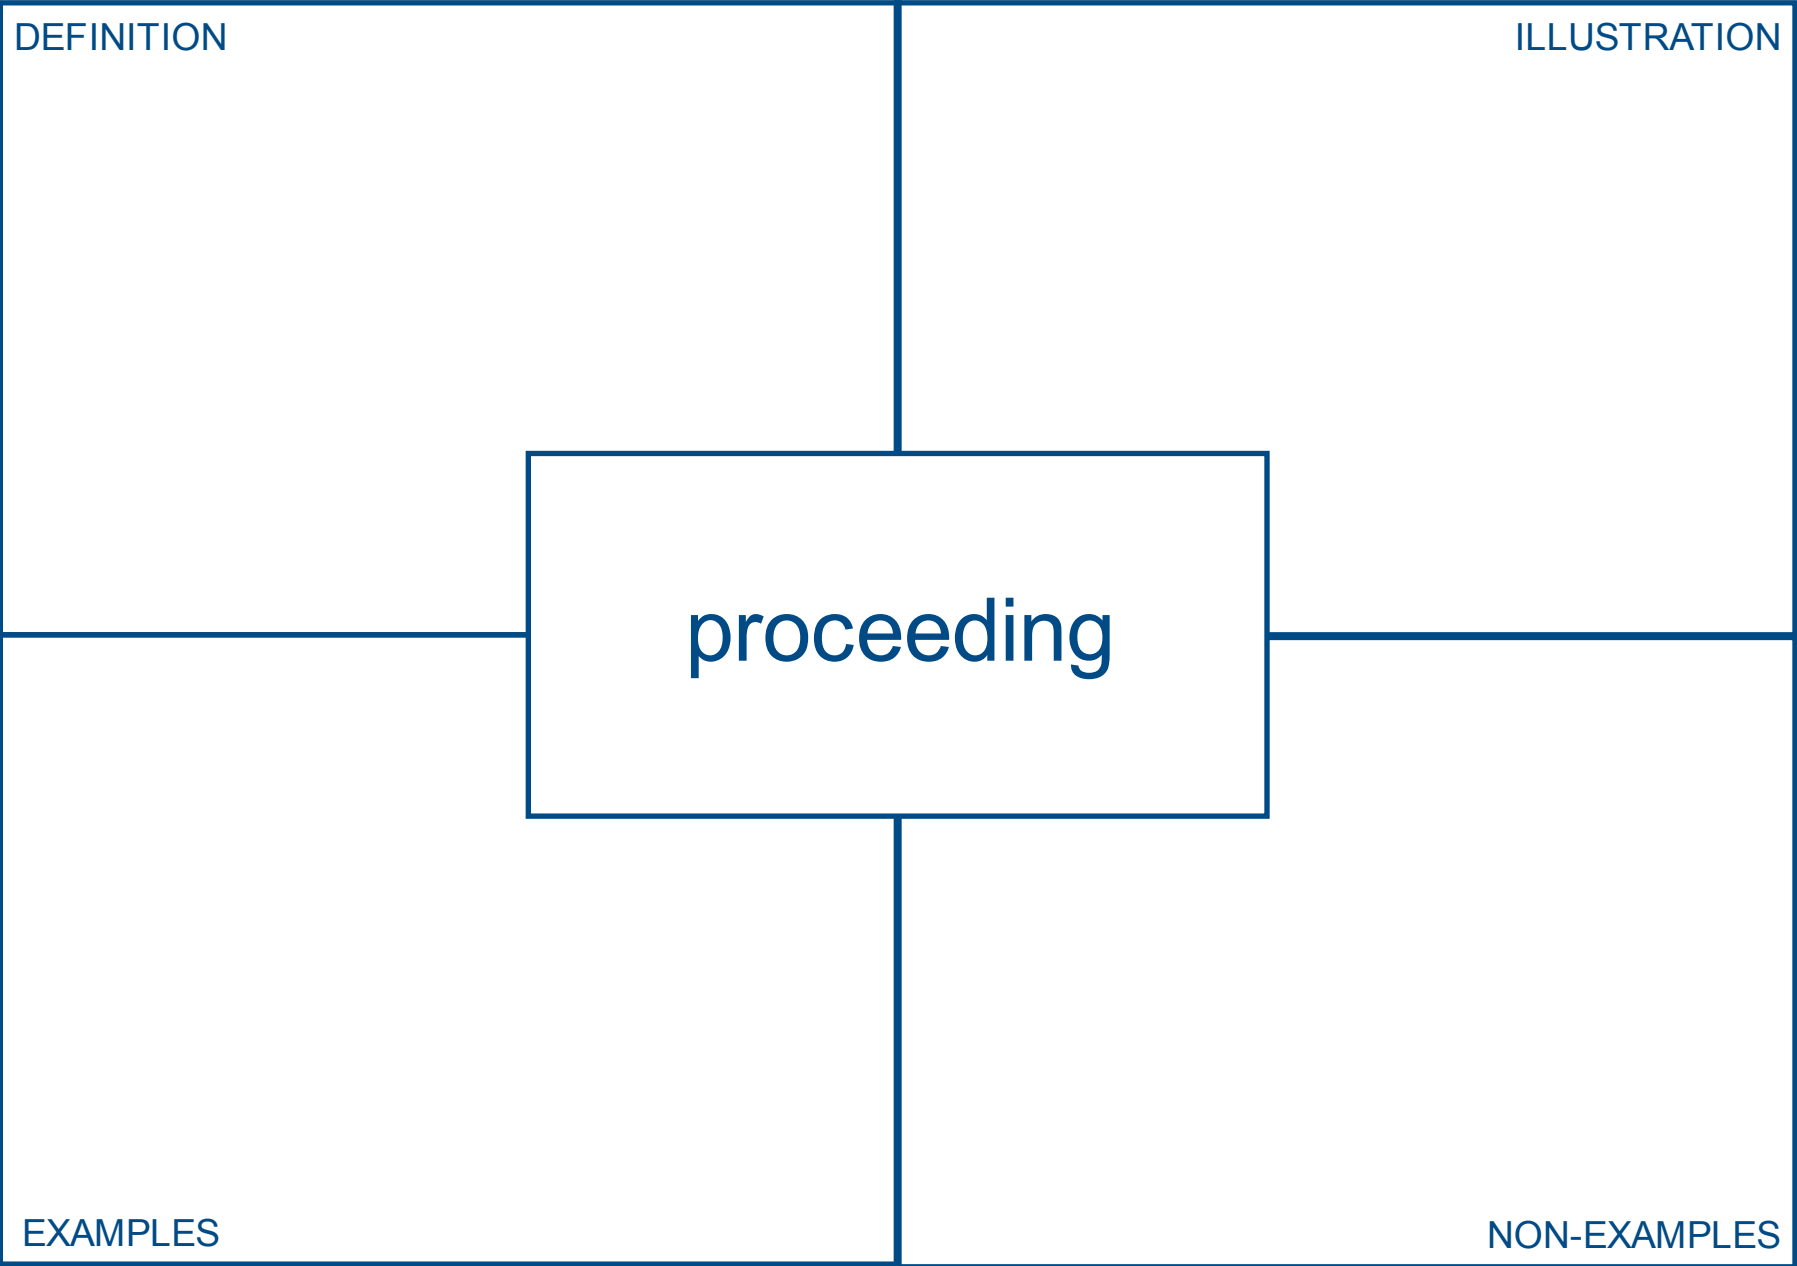 DEFINITION
ILLUSTRATION
proceeding
EXAMPLES
NON-EXAMPLES